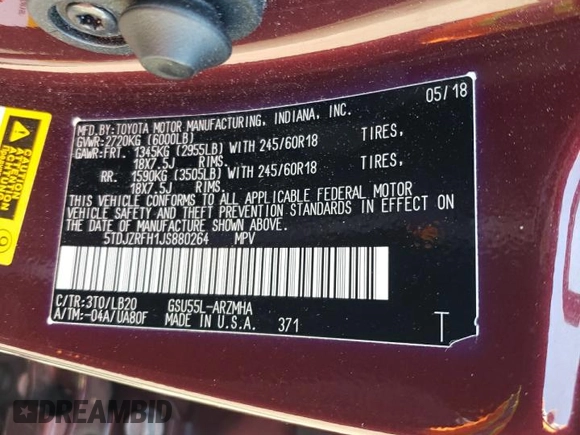 MFD.BY:TOYOTA MOTOR MANUFACTURING, INDIANA, INC. 05/18
GVWR:2720KG (6000LB)
GAWR:FRT. 1345KG (2955LB) WITH 245/60R18 TIRES,
18X7.5J RIMS.
RR. 1590KG (3505LB) WITH 245/60R18 TIRES,
18X7.5J RIMS.
THIS VEHICLE CONFORMS TO ALL APPLICABLE FEDERAL MOTOR
VEHICLE SAFETY AND THEFT PREVENTION STANDARDS IN EFFECT
ON THE DATE OF MANUFACTURE SHOWN ABOVE.
5TDJZRFH1JS880264 MPV
C/TR:3T0/LB20 GSU55L-ARZMHA
A/TM:-04A/UA80F MADE IN U.S.A. 371 T
DREAMBID